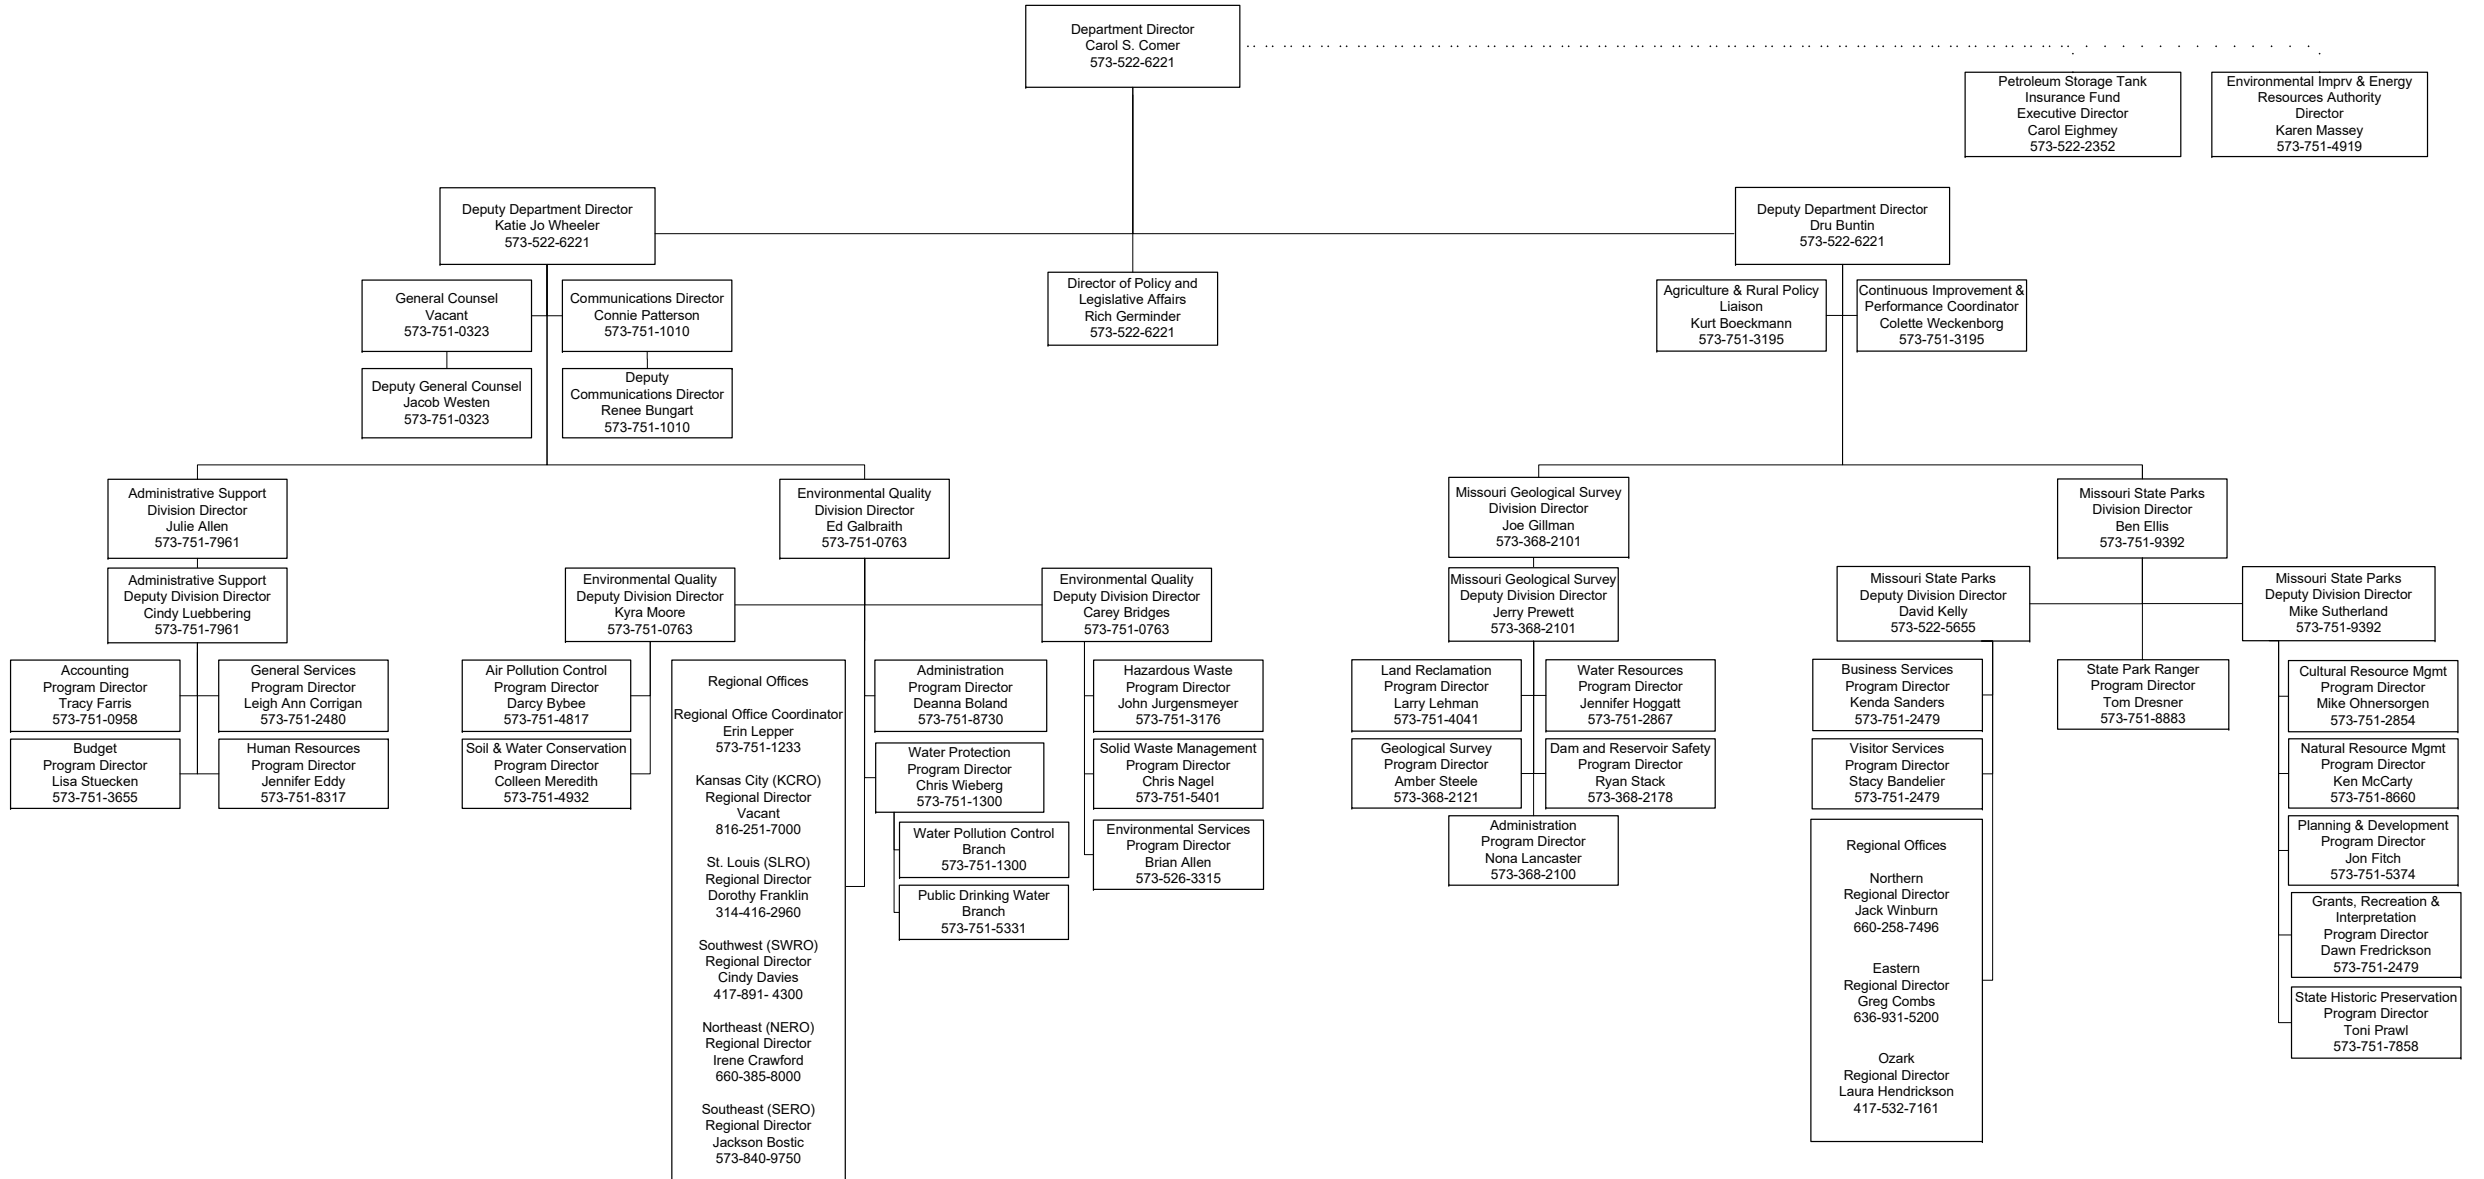 Department Director
Carol S. Comer
573-522-6221
Petroleum Storage Tank
Insurance Fund
Executive Director
Carol Eighmey
573-522-2352
Environmental Imprv & Energy
Resources Authority
Director
Karen Massey
573-751-4919
Deputy Department Director
Katie Jo Wheeler
573-522-6221
Deputy Department Director
Dru Buntin
573-522-6221
General Counsel
Vacant
573-751-0323
Communications Director
Connie Patterson
573-751-1010
Director of Policy and
Legislative Affairs
Rich Germinder
573-522-6221
Agriculture & Rural Policy
Liaison
Kurt Boeckmann
573-751-3195
Continuous Improvement &
Performance Coordinator
Colette Weckenborg
573-751-3195
Deputy General Counsel
Jacob Westen
573-751-0323
Deputy
Communications Director
Renee Bungart
573-751-1010
Administrative Support
Division Director
Julie Allen
573-751-7961
Environmental Quality
Division Director
Ed Galbraith
573-751-0763
Missouri Geological Survey
Division Director
Joe Gillman
573-368-2101
Missouri State Parks
Division Director
Ben Ellis
573-751-9392
Administrative Support
Deputy Division Director
Cindy Luebbering
573-751-7961
Environmental Quality
Deputy Division Director
Kyra Moore
573-751-0763
Environmental Quality
Deputy Division Director
Carey Bridges
573-751-0763
Missouri Geological Survey
Deputy Division Director
Jerry Prewett
573-368-2101
Missouri State Parks
Deputy Division Director
David Kelly
573-522-5655
Missouri State Parks
Deputy Division Director
Mike Sutherland
573-751-9392
Accounting
Program Director
Tracy Farris
573-751-0958
General Services
Program Director
Leigh Ann Corrigan
573-751-2480
Budget
Program Director
Lisa Stuecken
573-751-3655
Human Resources
Program Director
Jennifer Eddy
573-751-8317
Air Pollution Control
Program Director
Darcy Bybee
573-751-4817
Soil & Water Conservation
Program Director
Colleen Meredith
573-751-4932
Regional Offices
Regional Office Coordinator
Erin Lepper
573-751-1233
Kansas City (KCRO)
Regional Director
Vacant
816-251-7000
St. Louis (SLRO)
Regional Director
Dorothy Franklin
314-416-2960
Southwest (SWRO)
Regional Director
Cindy Davies
417-891- 4300
Northeast (NERO)
Regional Director
Irene Crawford
660-385-8000
Southeast (SERO)
Regional Director
Jackson Bostic
573-840-9750
Administration
Program Director
Deanna Boland
573-751-8730
Water Protection
Program Director
Chris Wieberg
573-751-1300
Water Pollution Control
Branch
573-751-1300
Public Drinking Water
Branch
573-751-5331
Hazardous Waste
Program Director
John Jurgensmeyer
573-751-3176
Solid Waste Management
Program Director
Chris Nagel
573-751-5401
Environmental Services
Program Director
Brian Allen
573-526-3315
Land Reclamation
Program Director
Larry Lehman
573-751-4041
Water Resources
Program Director
Jennifer Hoggatt
573-751-2867
Geological Survey
Program Director
Amber Steele
573-368-2121
Dam and Reservoir Safety
Program Director
Ryan Stack
573-368-2178
Administration
Program Director
Nona Lancaster
573-368-2100
Business Services
Program Director
Kenda Sanders
573-751-2479
Visitor Services
Program Director
Stacy Bandelier
573-751-2479
Regional Offices
Northern
Regional Director
Jack Winburn
660-258-7496
Eastern
Regional Director
Greg Combs
636-931-5200
Ozark
Regional Director
Laura Hendrickson
417-532-7161
State Park Ranger
Program Director
Tom Dresner
573-751-8883
Cultural Resource Mgmt
Program Director
Mike Ohnersorgen
573-751-2854
Natural Resource Mgmt
Program Director
Ken McCarty
573-751-8660
Planning & Development
Program Director
Jon Fitch
573-751-5374
Grants, Recreation &
Interpretation
Program Director
Dawn Fredrickson
573-751-2479
State Historic Preservation
Program Director
Toni Prawl
573-751-7858